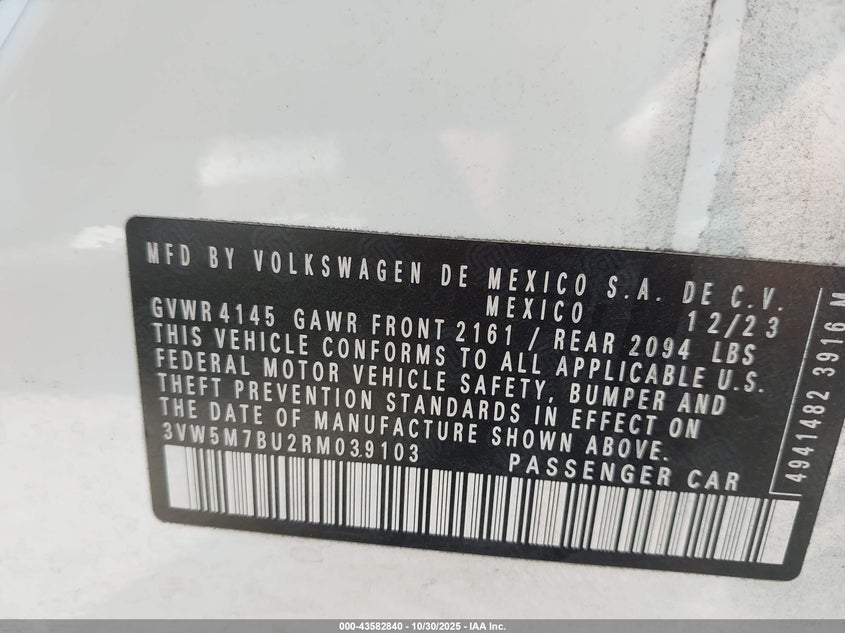 MFD BY VOLKSWAGEN DE MEXICO S.A. DE C.V.
MEXICO
GVWR 4145 GAWR FRONT 2161 / REAR 2094 LBS 12/23
THIS VEHICLE CONFORMS TO ALL APPLICABLE U.S.
FEDERAL MOTOR VEHICLE SAFETY, BUMPER AND
THEFT PREVENTION STANDARDS IN EFFECT ON
THE DATE OF MANUFACTURE SHOWN ABOVE.
3VW5M7BU2RM039103 PASSENGER CAR
4941482 3916 M
000-43582840 - 10/30/2025 - IAA Inc.